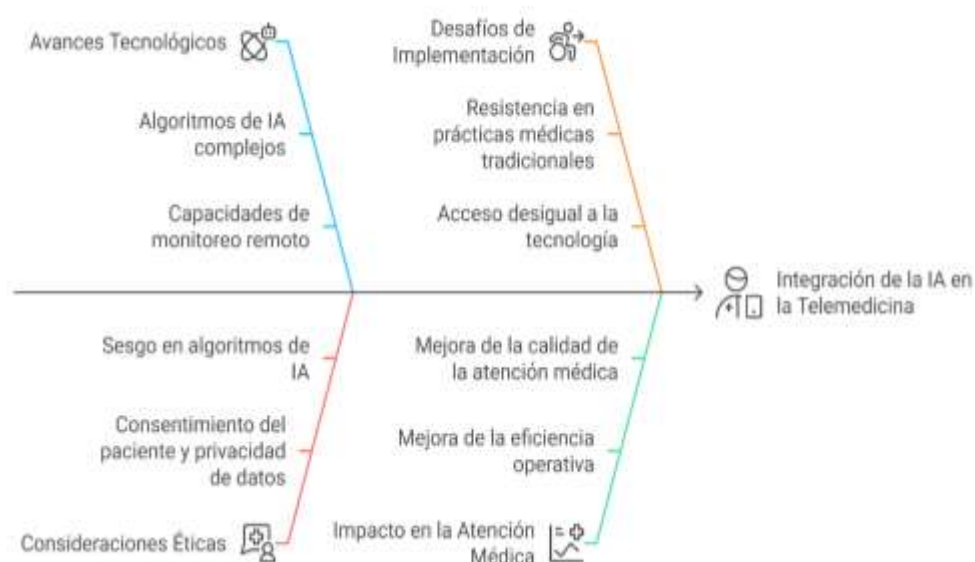 Avances Tecnológicos
Algoritmos de IA
complejos
Capacidades de
monitoreo remoto
Desafíos de
Implementación
Resistencia en
prácticas médicas
tradicionales
Acceso desigual a la
tecnología
Integración de la IA en
la Telemedicina
Sesgo en algoritmos de
IA
Consentimiento del
paciente y privacidad
de datos
Consideraciones Éticas
Mejora de la calidad de
la atención médica
Mejora de la eficiencia
operativa
Impacto en la Atención
Médica